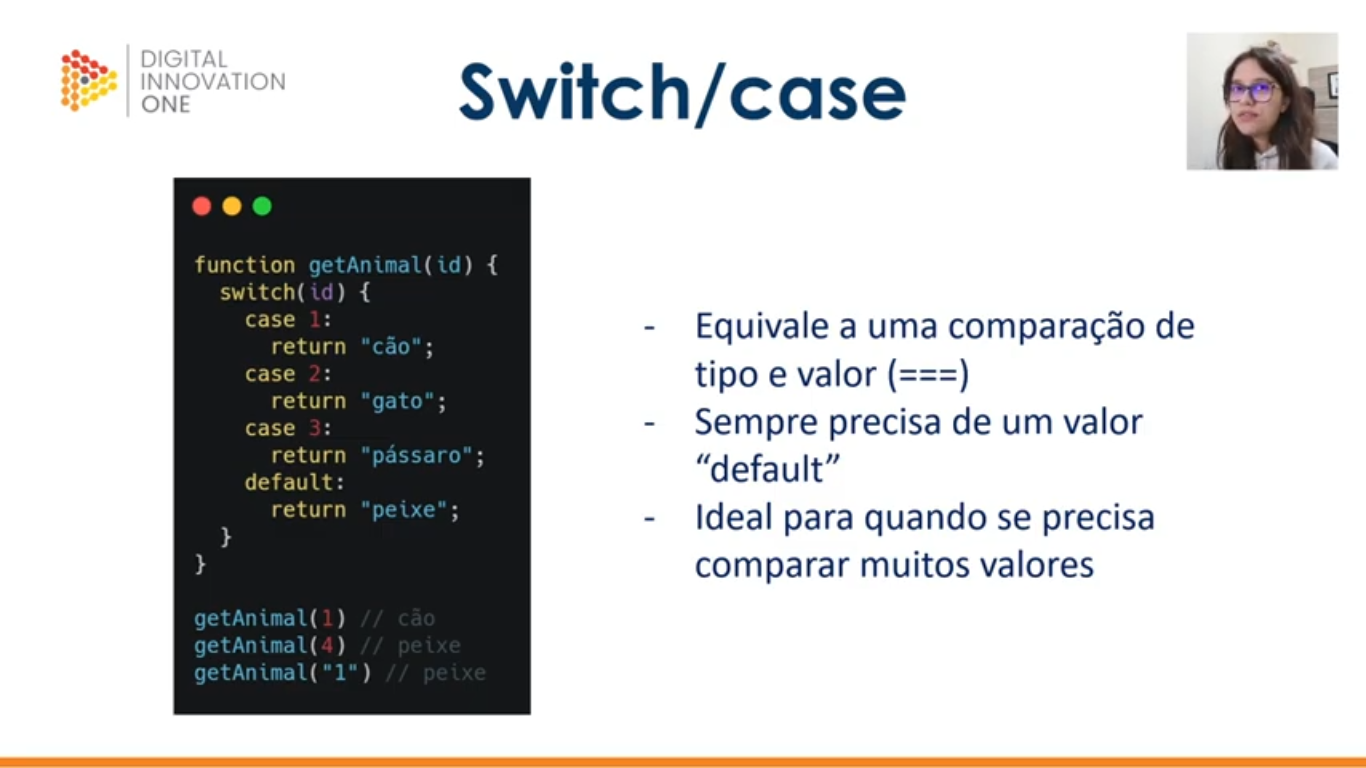 DIGITAL
INNOVATION
ONE
Switch/case
function getAnimal(id) {
  switch(id) {
    case 1:
      return "cão";
    case 2:
      return "gato";
    case 3:
      return "pássaro";
    default:
      return "peixe";
  }
}
getAnimal(1) // cão
getAnimal(4) // peixe
getAnimal("1") // peixe
- Equivale a uma comparação de
tipo e valor (===)
- Sempre precisa de um valor
“default”
- Ideal para quando se precisa
comparar muitos valores